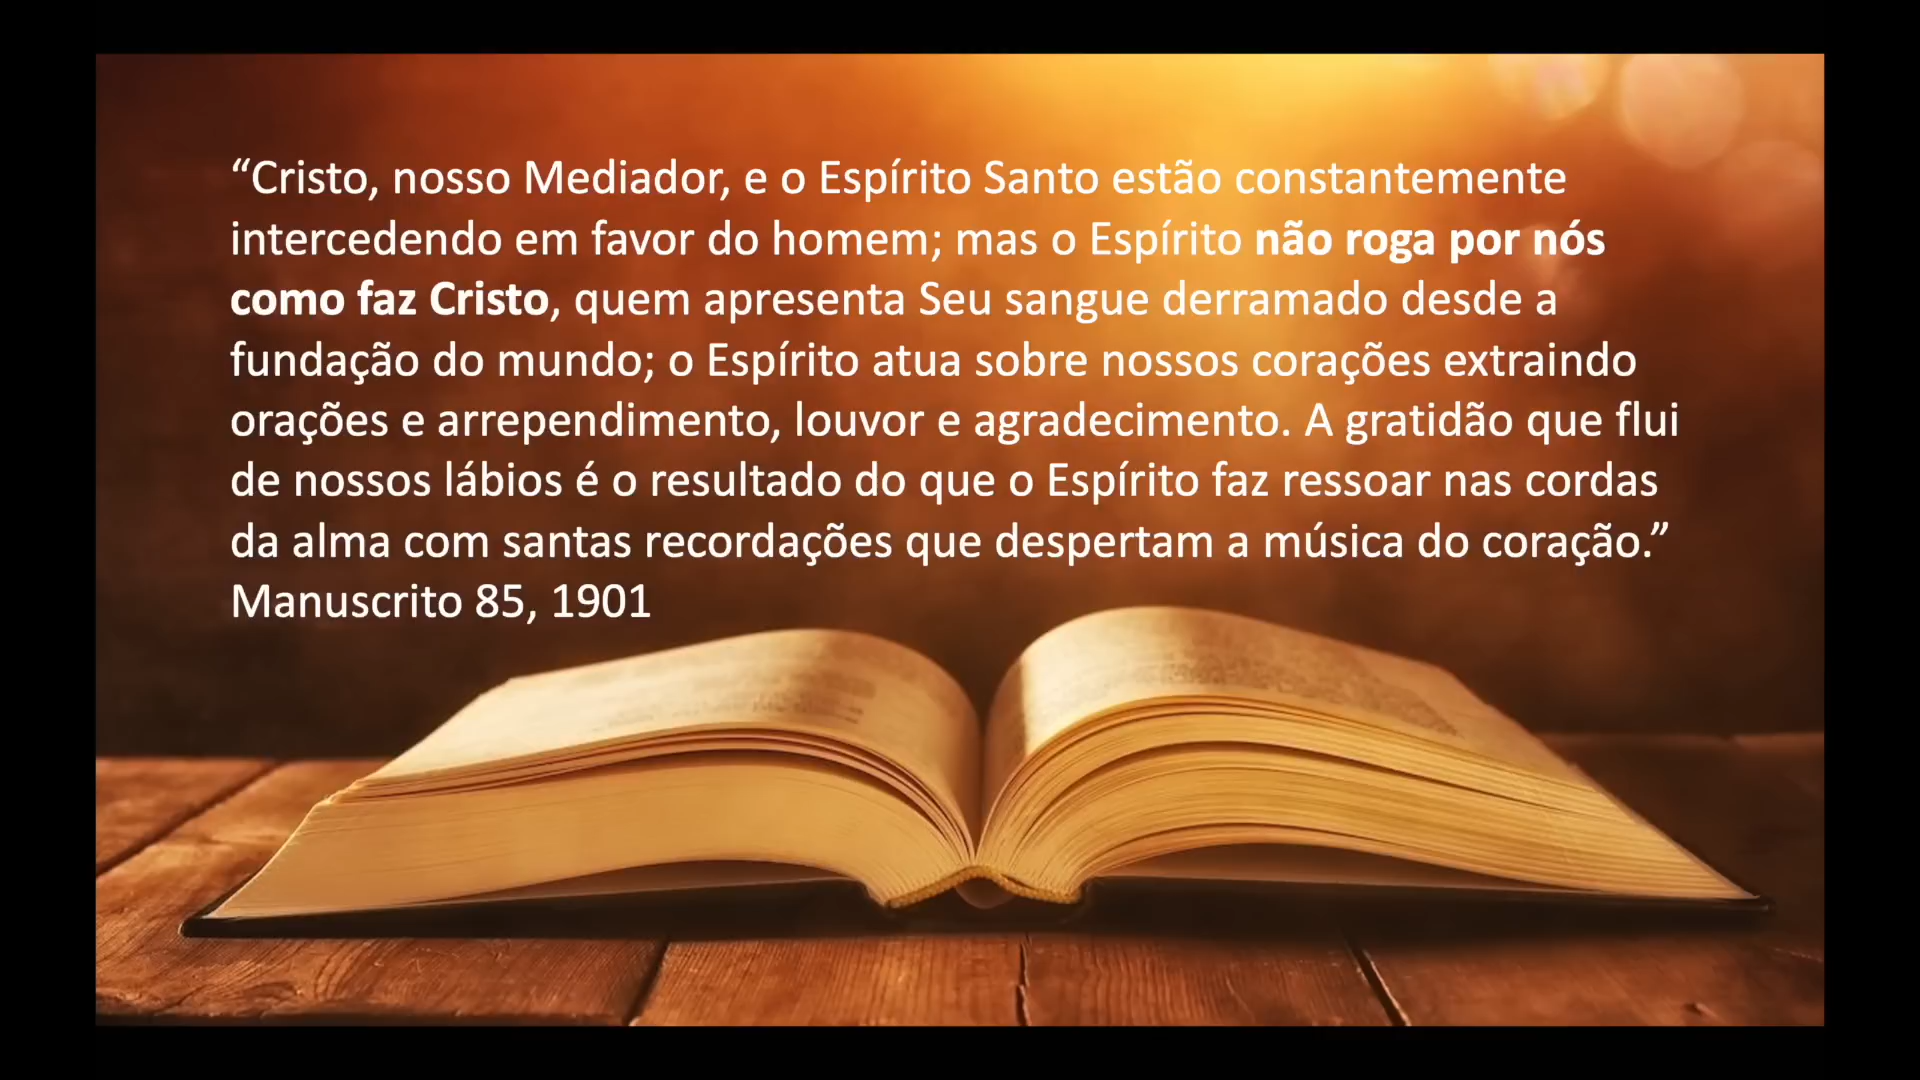 “Cristo, nosso Mediador, e o Espírito Santo estão constantemente
intercedendo em favor do homem; mas o Espírito não roga por nós
como faz Cristo, quem apresenta Seu sangue derramado desde a
fundação do mundo; o Espírito atua sobre nossos corações extraindo
orações e arrependimento, louvor e agradecimento. A gratidão que flui
de nossos lábios é o resultado do que o Espírito faz ressoar nas cordas
da alma com santas recordações que despertam a música do coração.”
Manuscrito 85, 1901